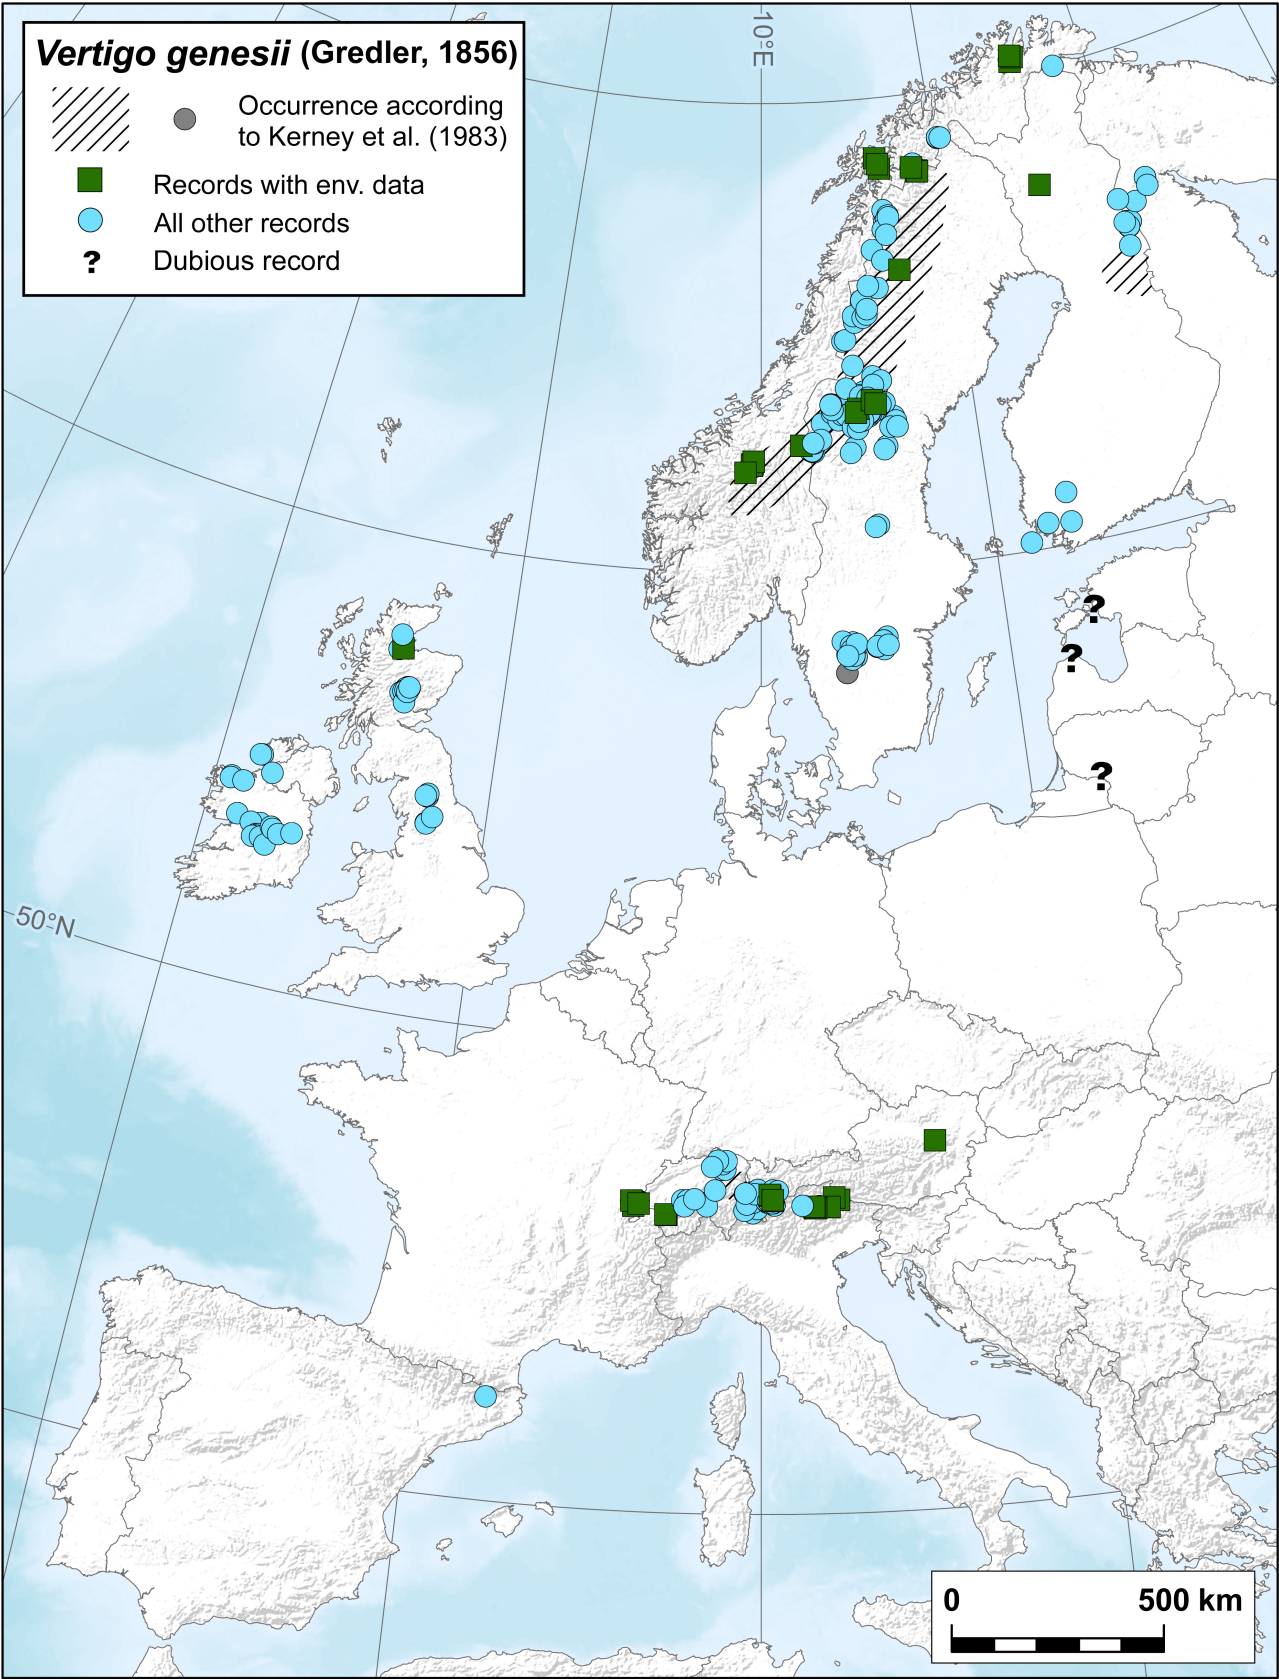 Vertigo genesii (Gredler, 1856)
Occurrence according
to Kerney et al. (1983)
Records with env. data
All other records
? Dubious record
10°E
?
?
?
50°N
0 500 km